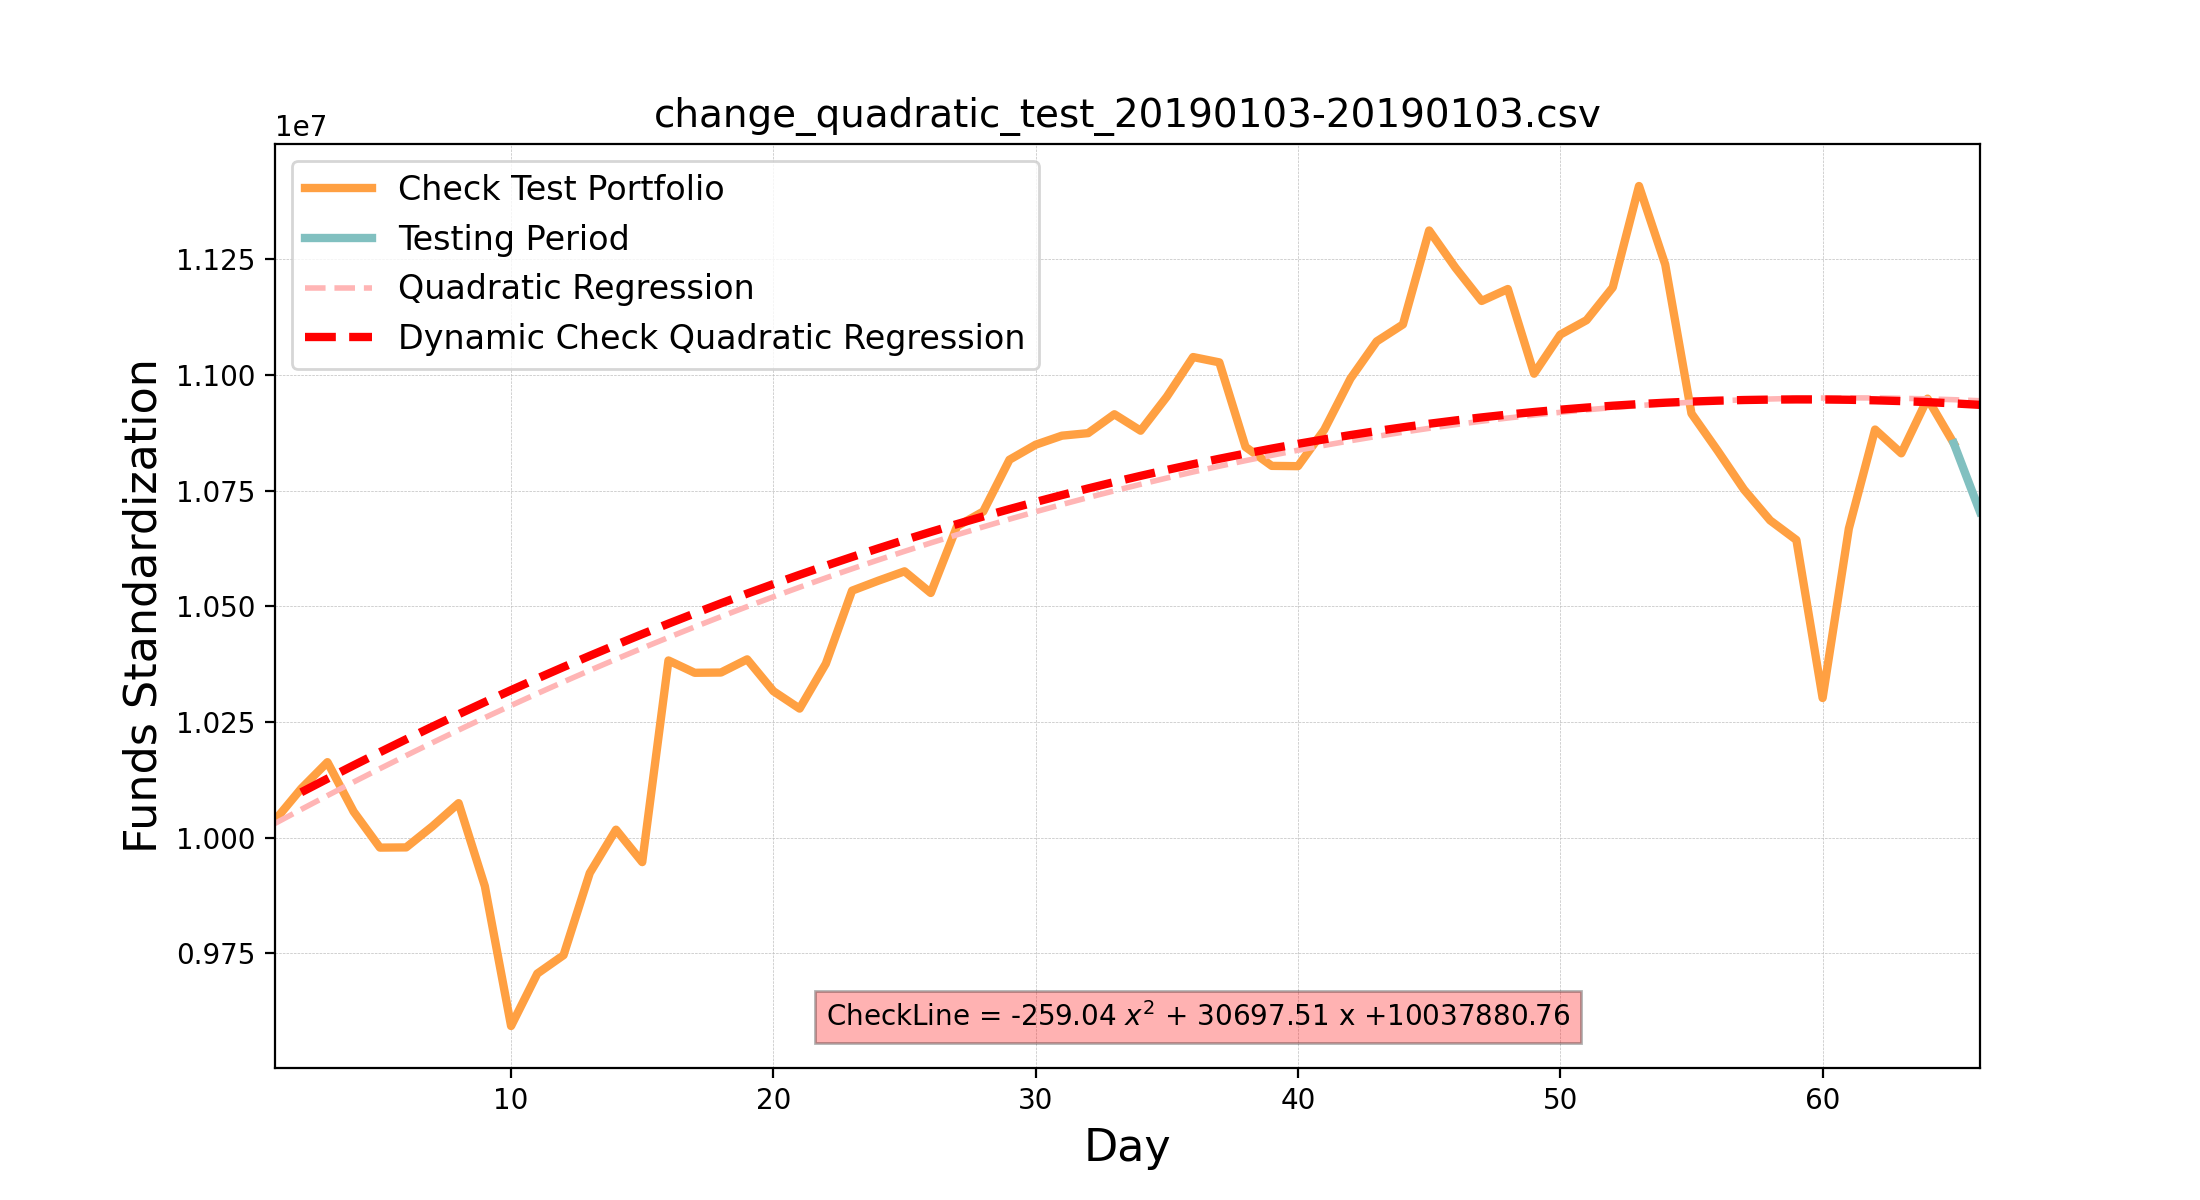 change_quadratic_test_20190103-20190103.csv
1e7
Check Test Portfolio
Testing Period
Quadratic Regression
Dynamic Check Quadratic Regression
Funds Standardization
1.125
1.100
1.075
1.050
1.025
1.000
0.975
CheckLine = -259.04 x² + 30697.51 x +10037880.76
10 20 30 40 50 60
Day